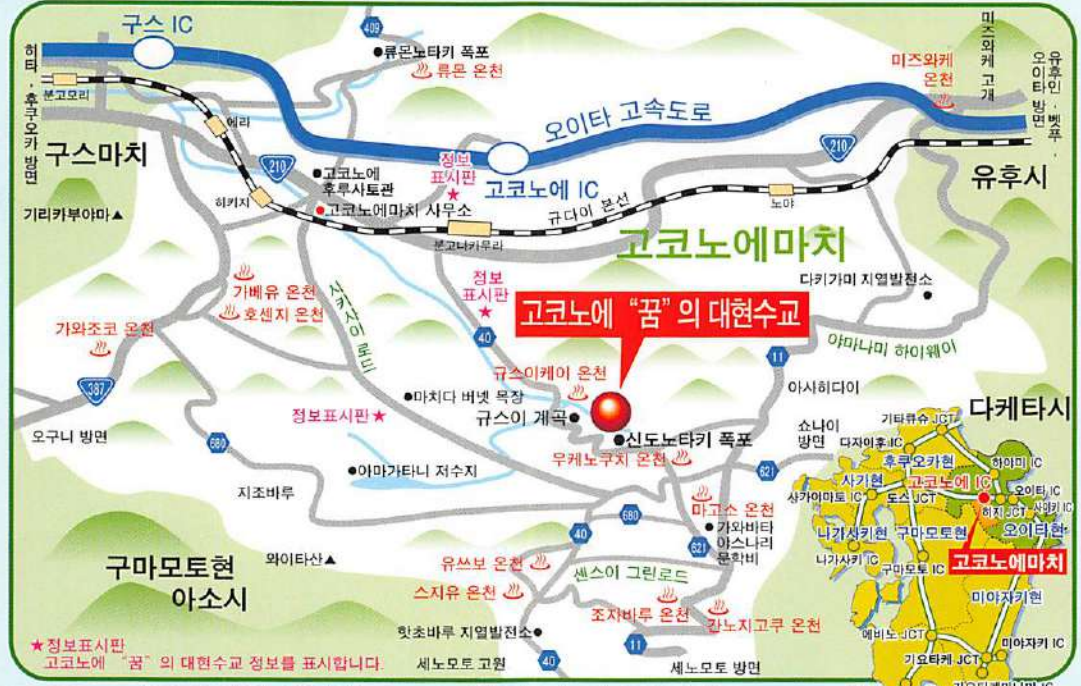 구스 IC
409
류몬노타키 폭포
류몬 온천
미즈와케
온천
미즈와케 고개
유후인·벳푸·
오이타 방면
히타·후쿠오카 방면
분고모리
에리
구스마치
오이타 고속도로
210
고코노에
후루사토관
정보
표시판
★
고코노에 IC
210
유후시
기리카부야마▲
히키지
고코노에마치 사무소
분고나카무라
규다이 본선
노야
고코노에마치
가베유 온천
호센지 온천
정보
표시판
★
다키가미 지열발전소
가와조코 온천
시키사이 로드
40
고코노에 “꿈”의 대현수교
11
야마나미 하이웨이
387
규스이케이 온천
아사히다이
마치다 버넷 목장
정보표시판★
규스이 계곡
오구니 방면
680
신도노타키 폭포
쇼나이
방면
우케노구치 온천
아마가타니 저수지
621
지조바루
마고소 온천
680
40
가와바타
야스나리
문학비
621
구마모토현
아소시
와이타산▲
유쓰보 온천
센스이 그린로드
스지유 온천
조자바루 온천
간노지고쿠 온천
핫초바루 지열발전소
11
★정보표시판
고코노에 “꿈”의 대현수교 정보를 표시합니다.
세노모토 고원
40
세노모토 방면
다케타시
기타큐슈 JCT
다자이후 IC
후쿠오카현
하야미 IC
사가현
고코노에 IC
오이타 IC
사가야마토 IC
도스 JCT
히지 JCT
사이키 IC
나가사키현
구마모토현
오이타현
나가사키 IC
구마모토 IC
고코노에마치
미야자키현
에비노 JCT
미야자키 IC
기요타케 JCT